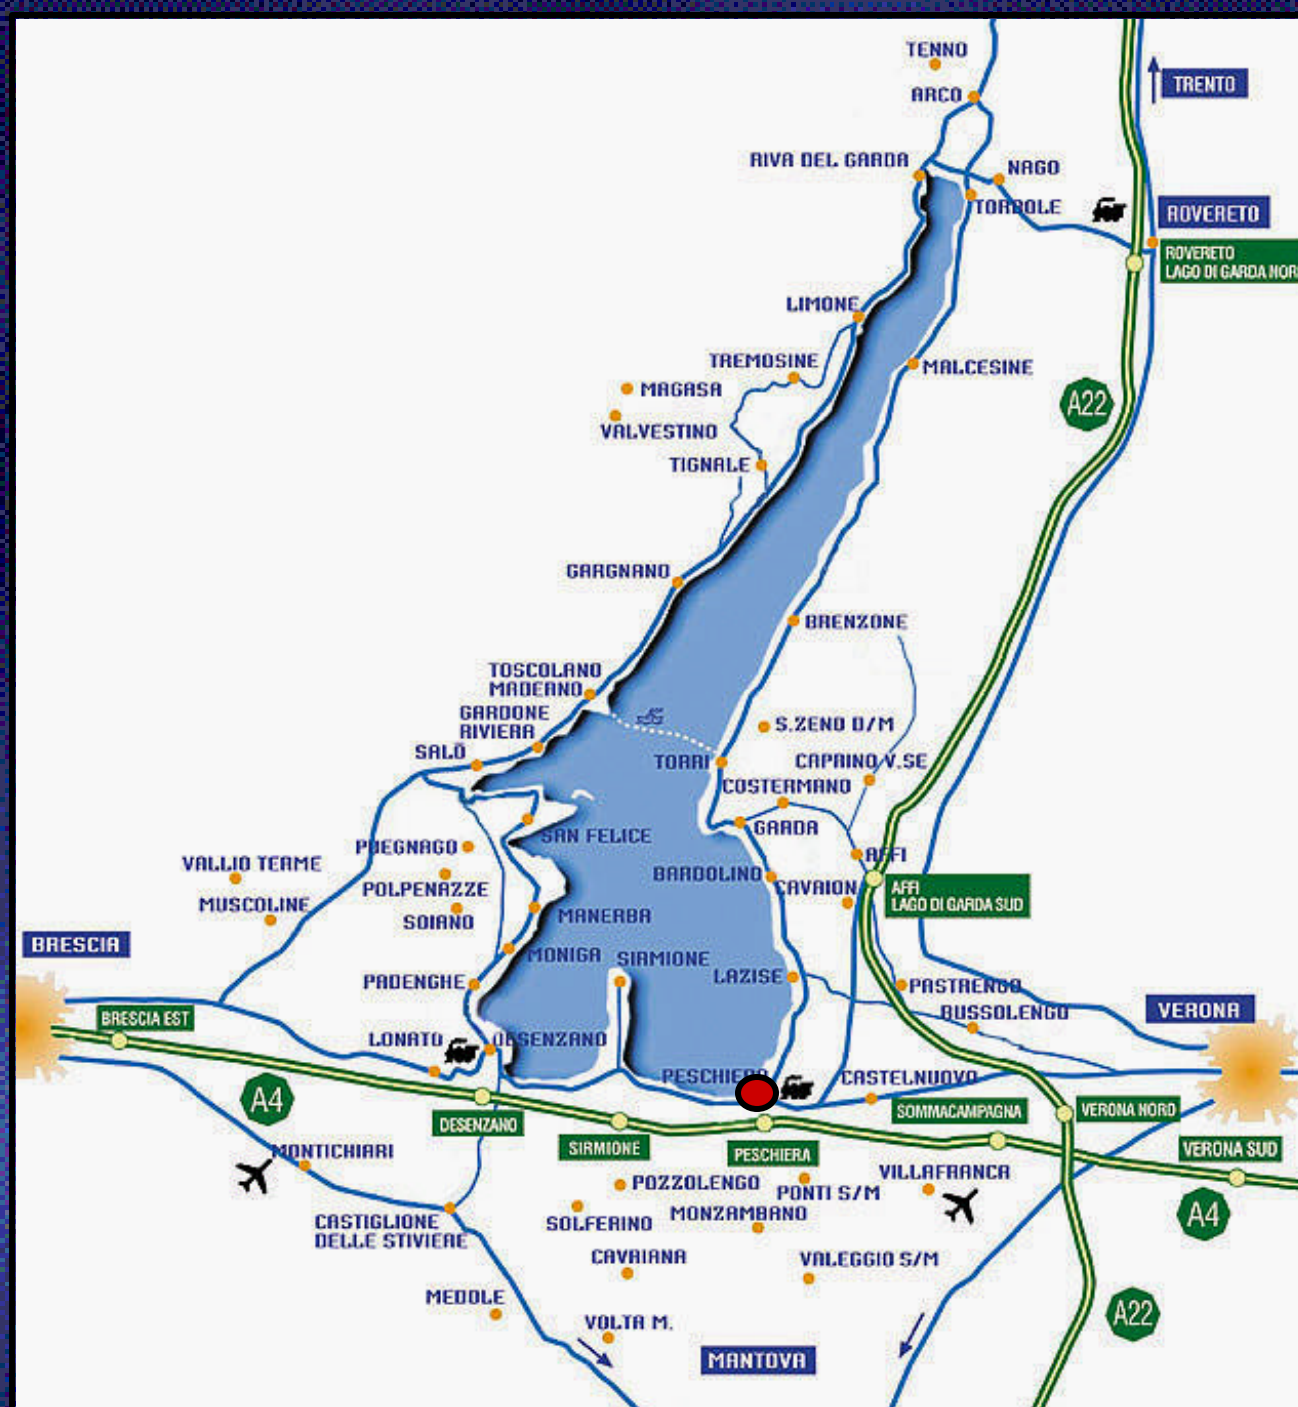 TENNO
ARCO
TRENTO
RIVA DEL GARDA
NAGO
TORBOLE
ROVERETO
ROVERETO
LAGO DI GARDA NOR
LIMONE
TREMOSINE
MALCESINE
MAGASA
A22
VALVESTINO
TIGNALE
GARGNANO
BRENZONE
TOSCOLANO
MADERNO
GARDONE
RIVIERA
S.ZENO D/M
SALÒ
TORRI
CAPRINO V.SE
COSTERMANO
GARDA
SAN FELICE
PUEGNAGO
AFFI
VALLIO TERME
BARDOLINO
CAVAION
POLPENAZZE
AFFI
LAGO DI GARDA SUD
MUSCOLINE
SOIANO
MANERBA
BRESCIA
MONIGA
SIRMIONE
PADENGHE
LAZISE
PASTRENGO
BUSSOLENGO
VERONA
BRESCIA EST
LONATO
DESENZANO
PESCHIERA
CASTELNUOVO
A4
DESENZANO
SOMMACAMPAGNA
VERONA NORD
SIRMIONE
PESCHIERA
VERONA SUD
MONTICHIARI
POZZOLENGO
PONTI S/M
VILLAFRANCA
CASTIGLIONE
DELLE STIVIERE
SOLFERINO
MONZAMBANO
A4
CAVRIANA
VALEGGIO S/M
MEDOLE
A22
VOLTA M.
MANTOVA